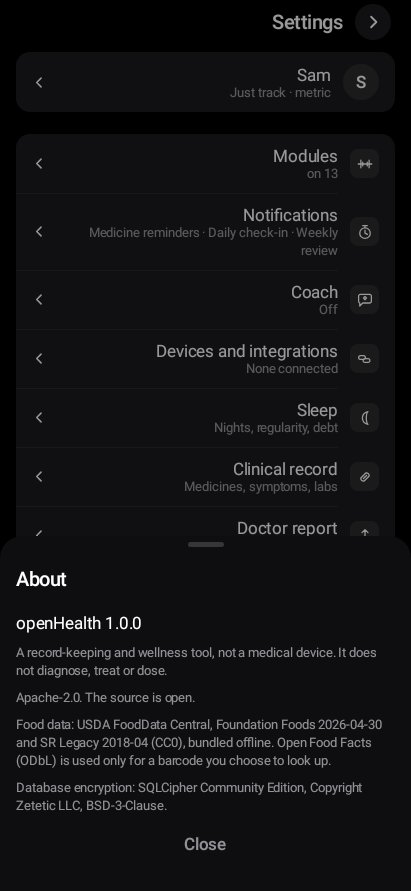 Settings
Sam
Just track · metric
S
Modules
on 13
Notifications
Medicine reminders · Daily check-in · Weekly
review
Coach
Off
Devices and integrations
None connected
Sleep
Nights, regularity, debt
Clinical record
Medicines, symptoms, labs
Doctor report
About
openHealth 1.0.0
A record-keeping and wellness tool, not a medical device. It does
not diagnose, treat or dose.
Apache-2.0. The source is open.
Food data: USDA FoodData Central, Foundation Foods 2026-04-30
and SR Legacy 2018-04 (CC0), bundled offline. Open Food Facts
(ODbL) is used only for a barcode you choose to look up.
Database encryption: SQLCipher Community Edition, Copyright
Zetetic LLC, BSD-3-Clause.
Close